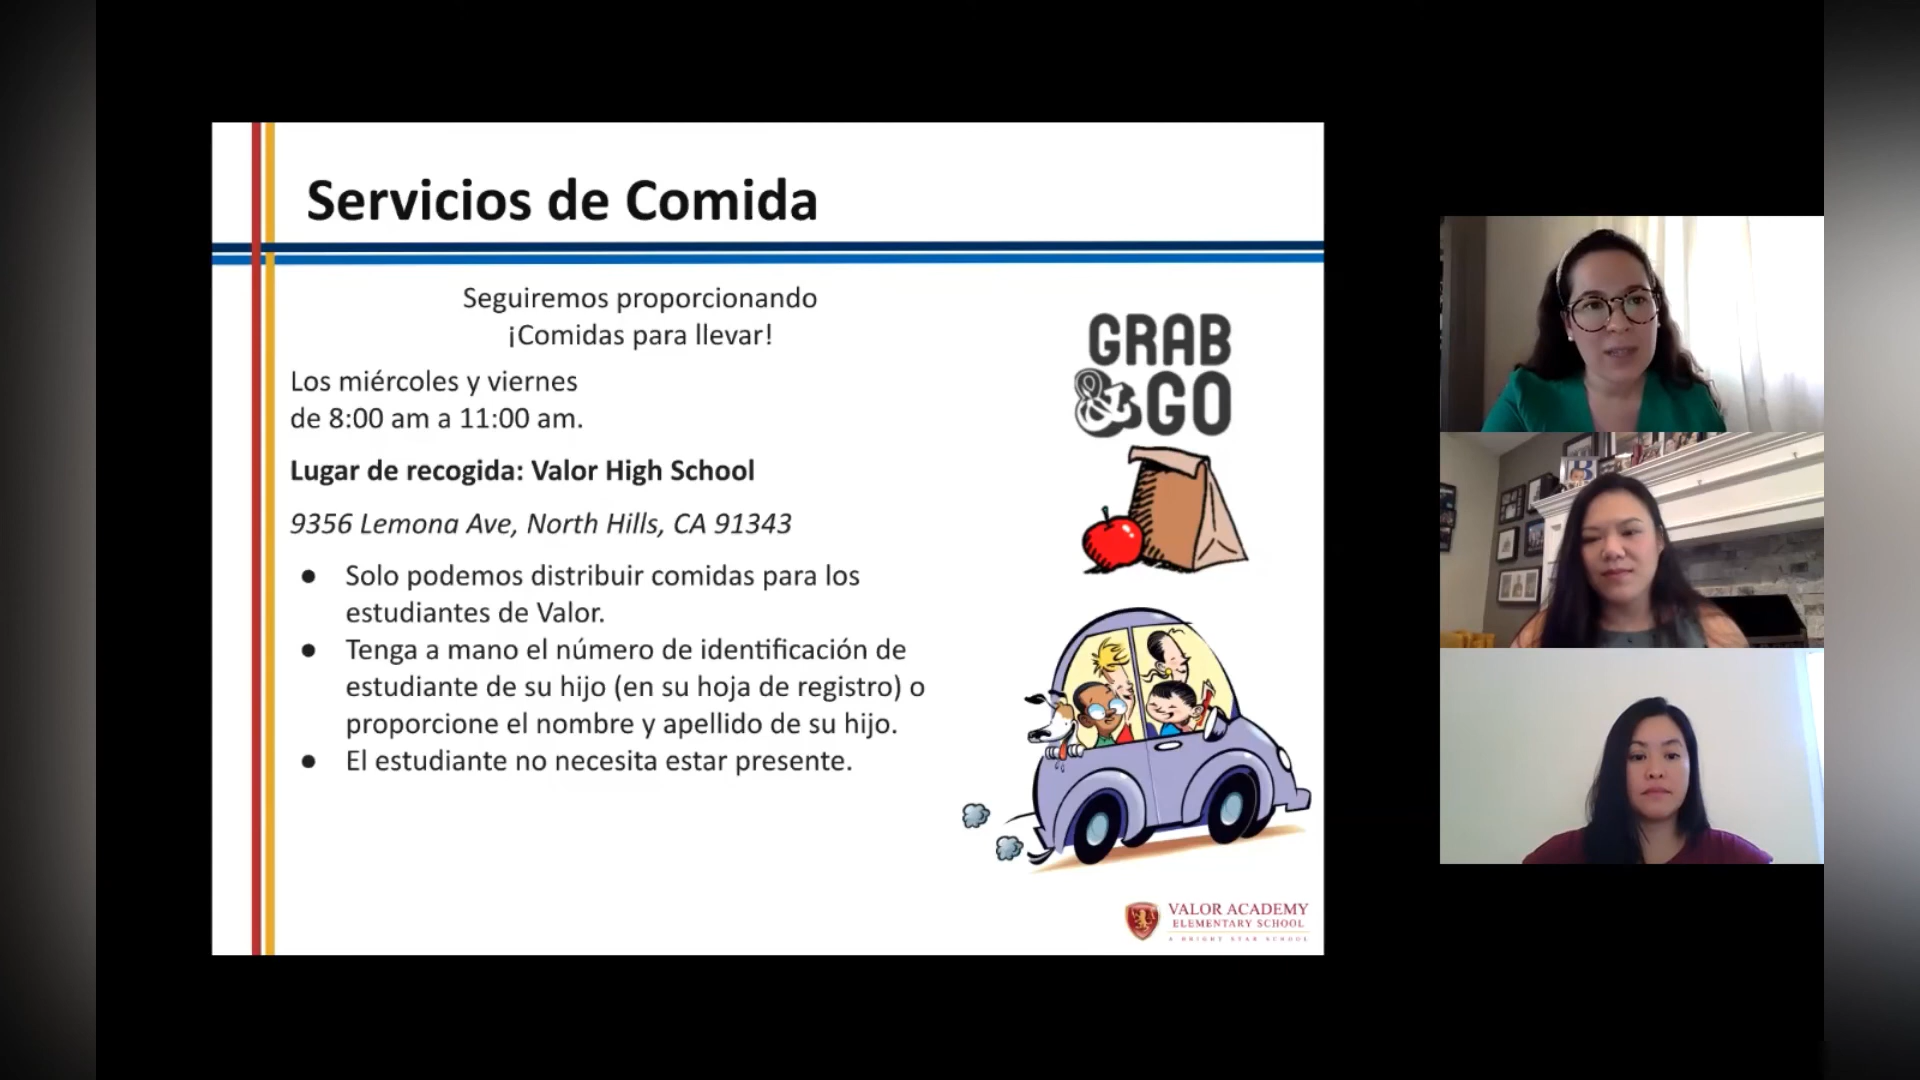 Servicios de Comida
Seguiremos proporcionando
¡Comidas para llevar!
Los miércoles y viernes
de 8:00 am a 11:00 am.
Lugar de recogida: Valor High School
9356 Lemona Ave, North Hills, CA 91343
● Solo podemos distribuir comidas para los
estudiantes de Valor.
● Tenga a mano el número de identificación de
estudiante de su hijo (en su hoja de registro) o
proporcione el nombre y apellido de su hijo.
● El estudiante no necesita estar presente.
GRAB
& GO
VALOR ACADEMY
ELEMENTARY SCHOOL
A BRIGHT STAR SCHOOL